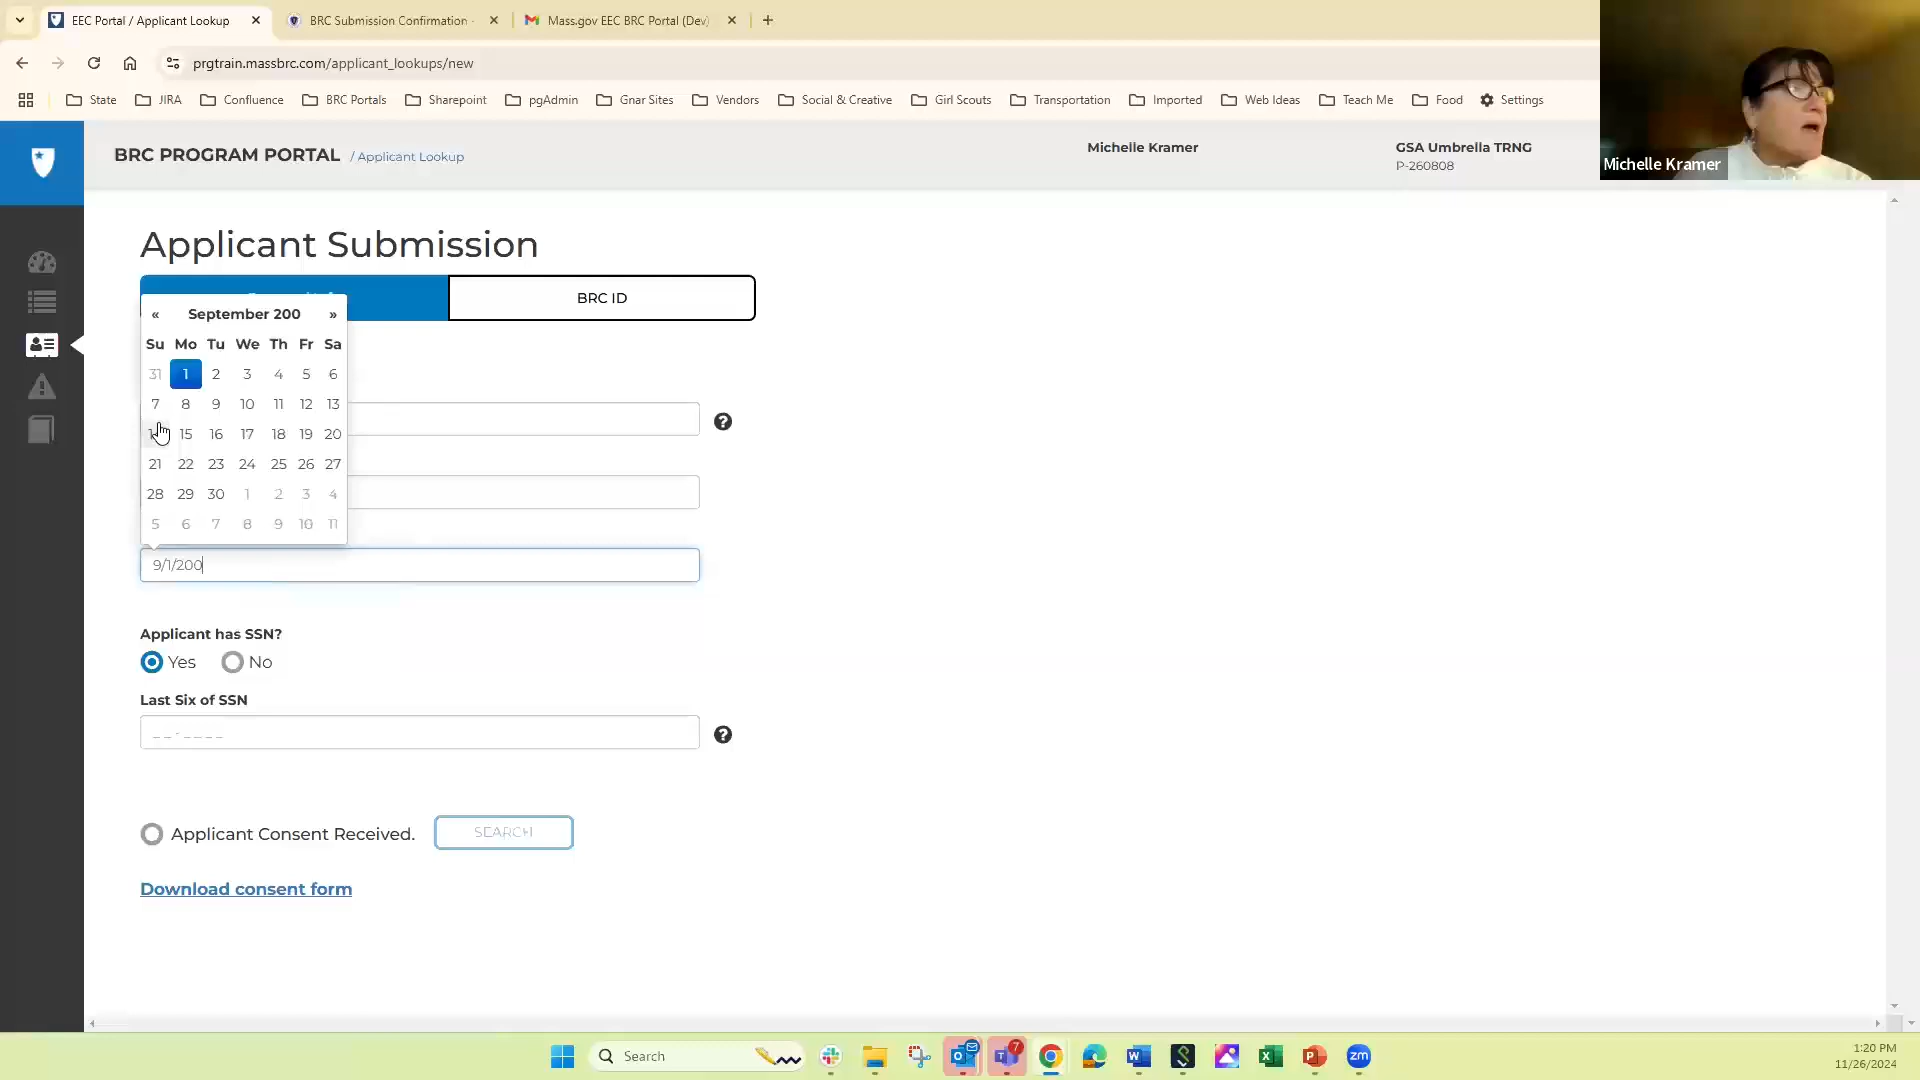 EEC Portal / Applicant Lookup
BRC Submission Confirmation
Mass.gov EEC BRC Portal (Dev)
prgtrain.massbrc.com/applicant_lookups/new
State JIRA Confluence BRC Portals Sharepoint pgAdmin Gnar Sites Vendors Social & Creative Girl Scouts Transportation Imported Web Ideas Teach Me Food Settings
BRC PROGRAM PORTAL / Applicant Lookup
Michelle Kramer
GSA Umbrella TRNG
P-260808
Michelle Kramer
Applicant Submission
BRC ID
« September 200 »
Su Mo Tu We Th Fr Sa
31 1 2 3 4 5 6
7 8 9 10 11 12 13
15 16 17 18 19 20
21 22 23 24 25 26 27
28 29 30 1 2 3 4
5 6 7 8 9 10 11
9/1/200
Applicant has SSN?
Yes No
Last Six of SSN
_ _ - _ _ _ _
Applicant Consent Received. SEARCH
Download consent form
Search
7
1:20 PM
11/26/2024